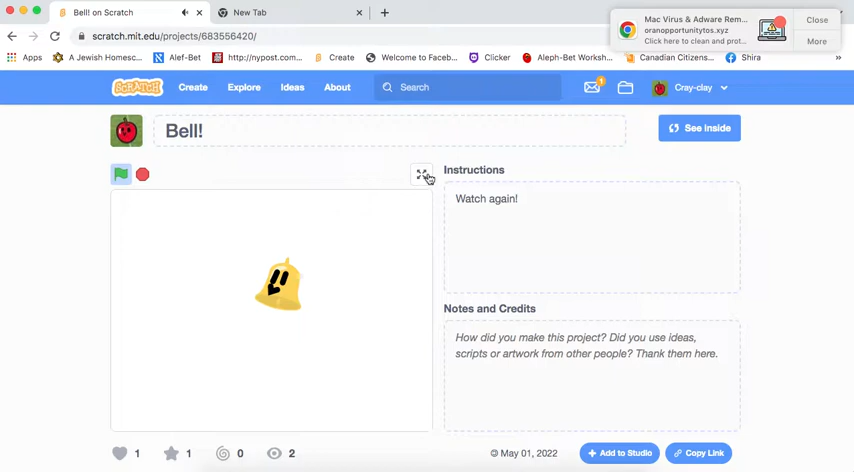 Bell! on Scratch
New Tab
Mac Virus & Adware Rem...
oranopportunitytos.xyz
Click here to clean and prot...
Close
More
scratch.mit.edu/projects/683556420/
Apps
A Jewish Homesc...
Alef-Bet
http://nypost.com...
Create
Welcome to Faceb...
Clicker
Aleph-Bet Worksh...
Canadian Citizens...
Shira
SCRATCH
Create
Explore
Ideas
About
Search
1
Cray-clay
Bell!
See inside
Instructions
Watch again!
Notes and Credits
How did you make this project? Did you use ideas,
scripts or artwork from other people? Thank them here.
1
1
0
2
© May 01, 2022
Add to Studio
Copy Link